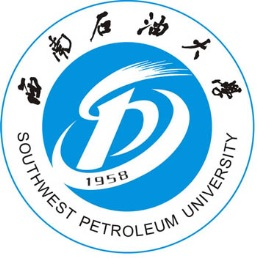 西南石油大学
1958
SOUTHWEST PETROLEUM UNIVERSITY